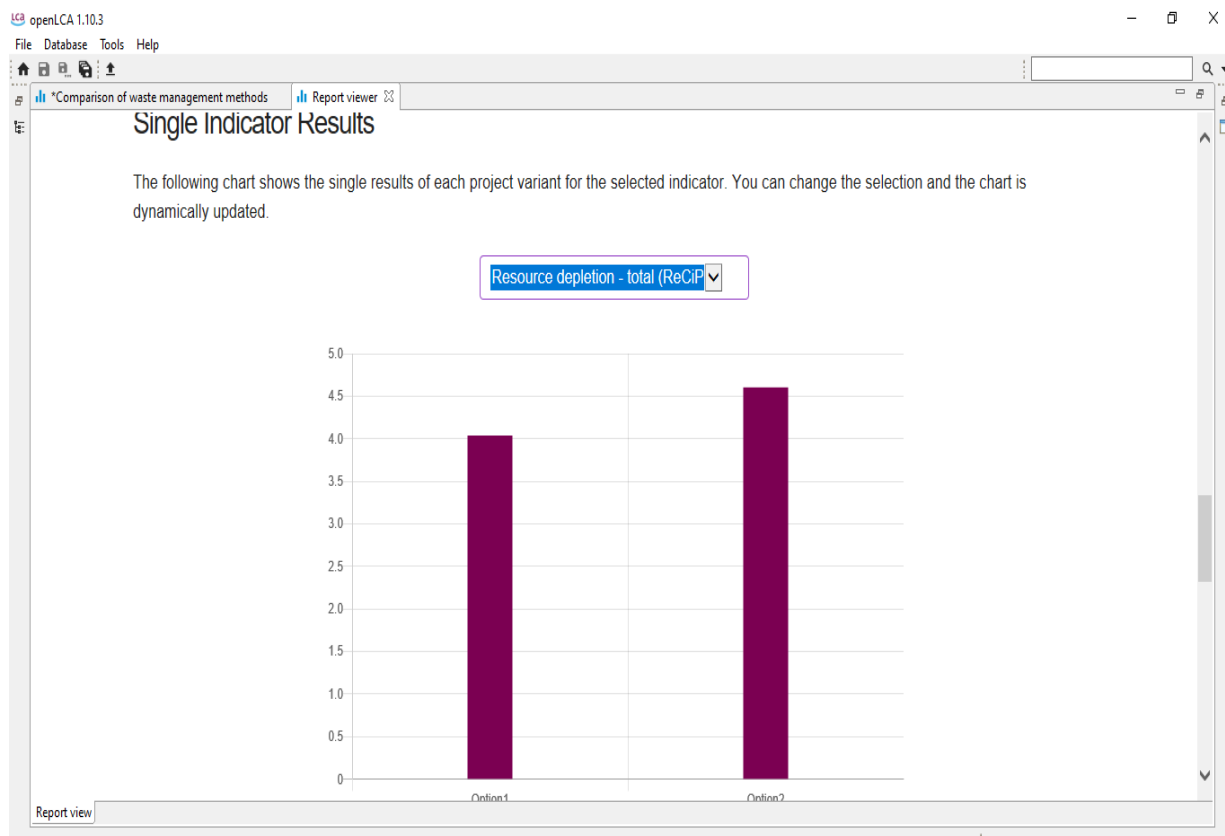 openLCA 1.10.3
File Database Tools Help
*Comparison of waste management methods Report viewer
Single Indicator Results
The following chart shows the single results of each project variant for the selected indicator. You can change the selection and the chart is
dynamically updated.
Resource depletion - total (ReCiP
5.0
4.5
4.0
3.5
3.0
2.5
2.0
1.5
1.0
0.5
0
Option1 Option2
Report view